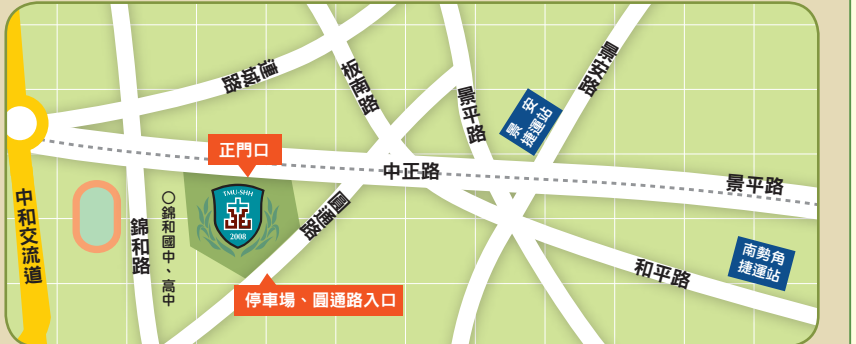 連城路
板南路
景平路
景安路
景安
捷運站
正門口
中正路
景平路
中和交流道
錦和路
○錦和國中、高中
TMU-SHH
2008
圓通路
停車場、圓通路入口
和平路
南勢角
捷運站